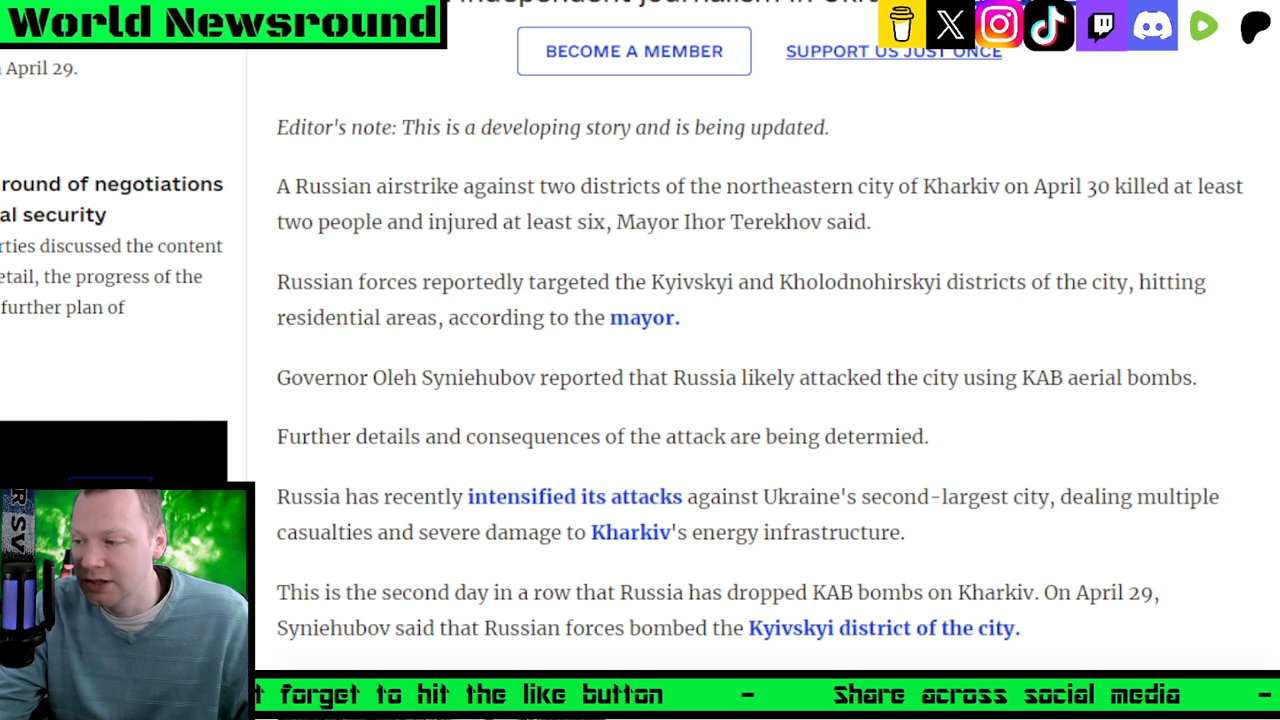 World Newsround
independent journalism in
BECOME A MEMBER
SUPPORT US JUST ONCE
April 29.
Editor's note: This is a developing story and is being updated.
round of negotiations
al security
rties discussed the content
etail, the progress of the
further plan of
A Russian airstrike against two districts of the northeastern city of Kharkiv on April 30 killed at least
two people and injured at least six, Mayor Ihor Terekhov said.
Russian forces reportedly targeted the Kyivskyi and Kholodnohirskyi districts of the city, hitting
residential areas, according to the mayor.
Governor Oleh Syniehubov reported that Russia likely attacked the city using KAB aerial bombs.
Further details and consequences of the attack are being determied.
Russia has recently intensified its attacks against Ukraine's second-largest city, dealing multiple
casualties and severe damage to Kharkiv's energy infrastructure.
This is the second day in a row that Russia has dropped KAB bombs on Kharkiv. On April 29,
Syniehubov said that Russian forces bombed the Kyivskyi district of the city.
t forget to hit the like button - Share across social media -